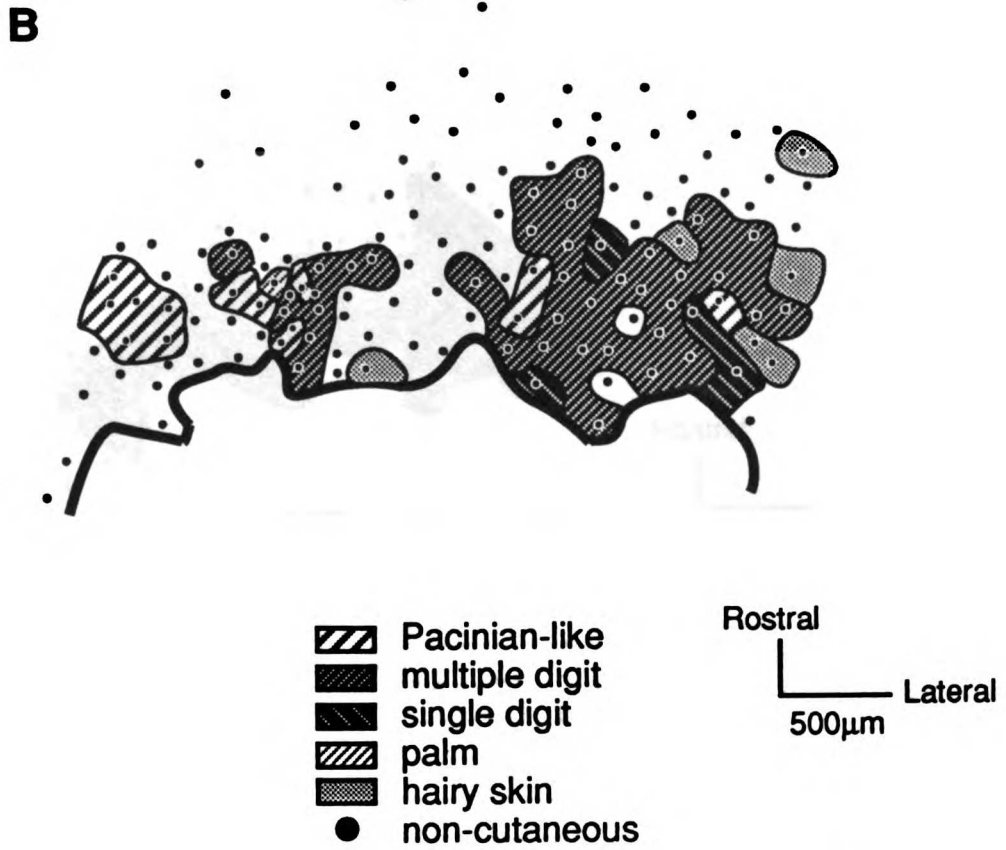 B
Pacinian-like
multiple digit
single digit
palm
hairy skin
non-cutaneous
Rostral
Lateral
500µm